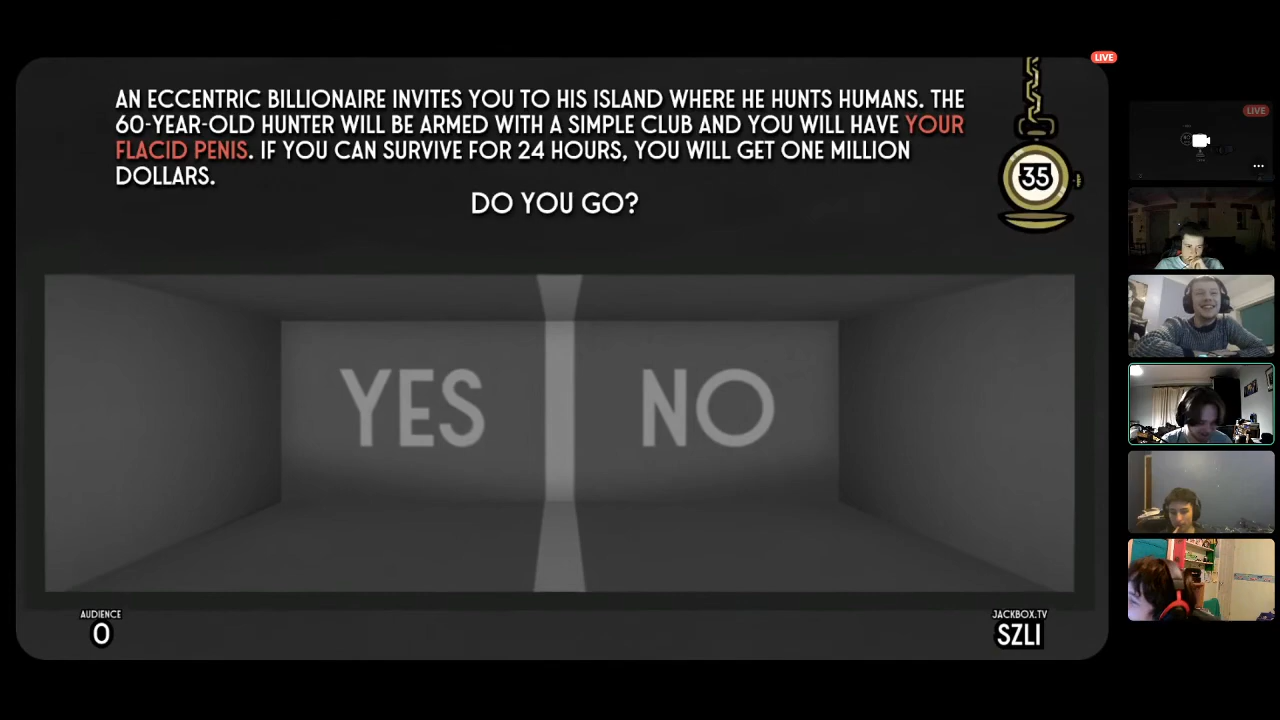 LIVE
AN ECCENTRIC BILLIONAIRE INVITES YOU TO HIS ISLAND WHERE HE HUNTS HUMANS. THE
60-YEAR-OLD HUNTER WILL BE ARMED WITH A SIMPLE CLUB AND YOU WILL HAVE YOUR
FLACID PENIS. IF YOU CAN SURVIVE FOR 24 HOURS, YOU WILL GET ONE MILLION
DOLLARS.
35
DO YOU GO?
YES
NO
AUDIENCE
0
JACKBOX.TV
SZLI
LIVE